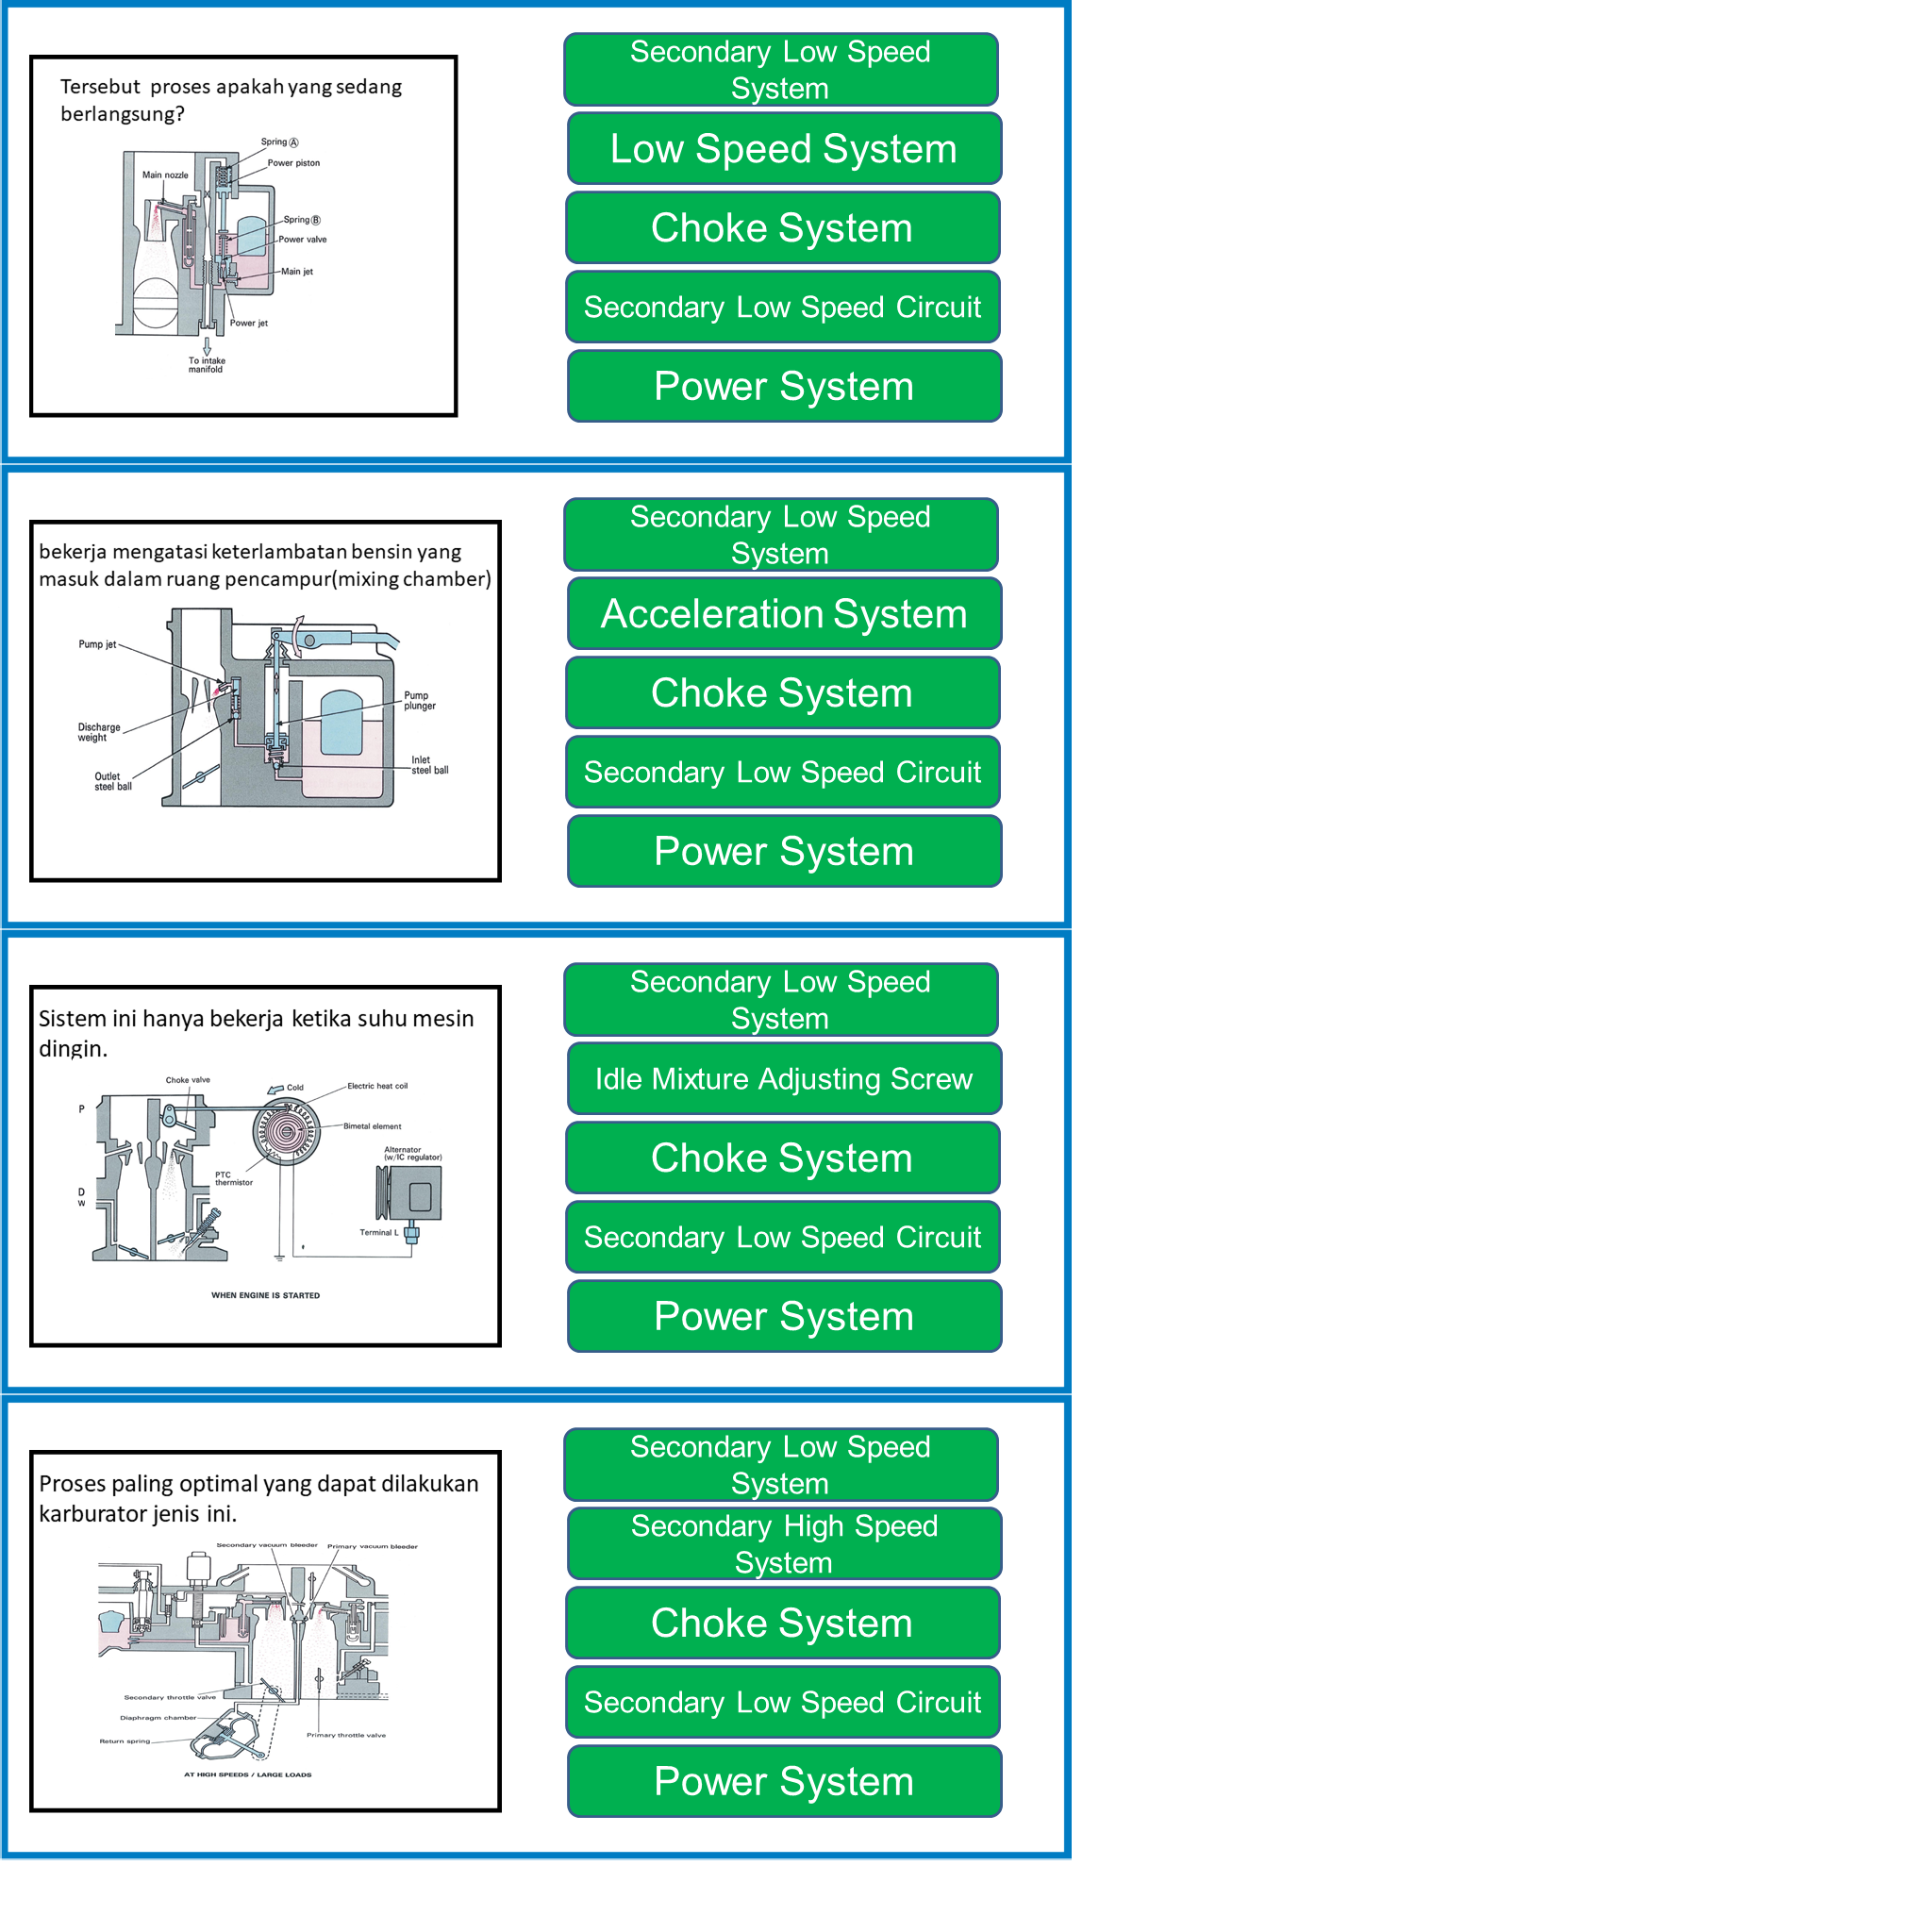 Tersebut proses apakah yang sedang
berlangsung?
Spring Ⓐ
Power piston
Main nozzle
Spring Ⓑ
Power valve
Main jet
Power jet
To intake
manifold
Secondary Low Speed
System
Low Speed System
Choke System
Secondary Low Speed Circuit
Power System
bekerja mengatasi keterlambatan bensin yang
masuk dalam ruang pencampur(mixing chamber)
Pump jet
Pump
plunger
Discharge
weight
Inlet
steel ball
Outlet
steel ball
Secondary Low Speed
System
Acceleration System
Choke System
Secondary Low Speed Circuit
Power System
Sistem ini hanya bekerja ketika suhu mesin
dingin.
Choke valve
Cold
Electric heat coil
P
Bimetal element
Alternator
(w/IC regulator)
PTC
thermistor
D
W
Terminal L
WHEN ENGINE IS STARTED
Secondary Low Speed
System
Idle Mixture Adjusting Screw
Choke System
Secondary Low Speed Circuit
Power System
Proses paling optimal yang dapat dilakukan
karburator jenis ini.
Secondary vacuum bleeder
Primary vacuum bleeder
Secondary throttle valve
Diaphragm chamber
Return spring
Primary throttle valve
AT HIGH SPEEDS / LARGE LOADS
Secondary Low Speed
System
Secondary High Speed
System
Choke System
Secondary Low Speed Circuit
Power System